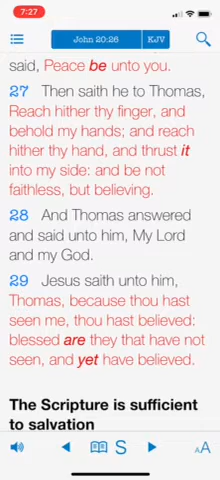 7:27
John 20:26 KJV
said, Peace be unto you.
27 Then saith he to Thomas,
Reach hither thy finger, and
behold my hands; and reach
hither thy hand, and thrust it
into my side: and be not
faithless, but believing.
28 And Thomas answered
and said unto him, My Lord
and my God.
29 Jesus saith unto him,
Thomas, because thou hast
seen me, thou hast believed:
blessed are they that have not
seen, and yet have believed.
The Scripture is sufficient
to salvation
S AA